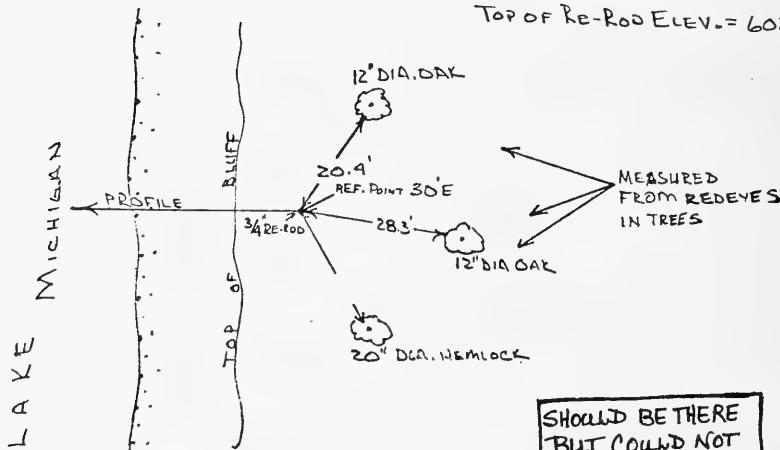 TOP OF RE-ROD ELEV. = 60
12" DIA. OAK
20.4'
REF. POINT 30'E
PROFILE
3/4" RE-ROD
28.3'
12" DIA OAK
20" DIA. HEMLOCK
MEASURED
FROM REDEYES
IN TREES
LAKE MICHIGAN
TOP OF BLUFF
SHOULD BE THERE
BUT COULD NOT